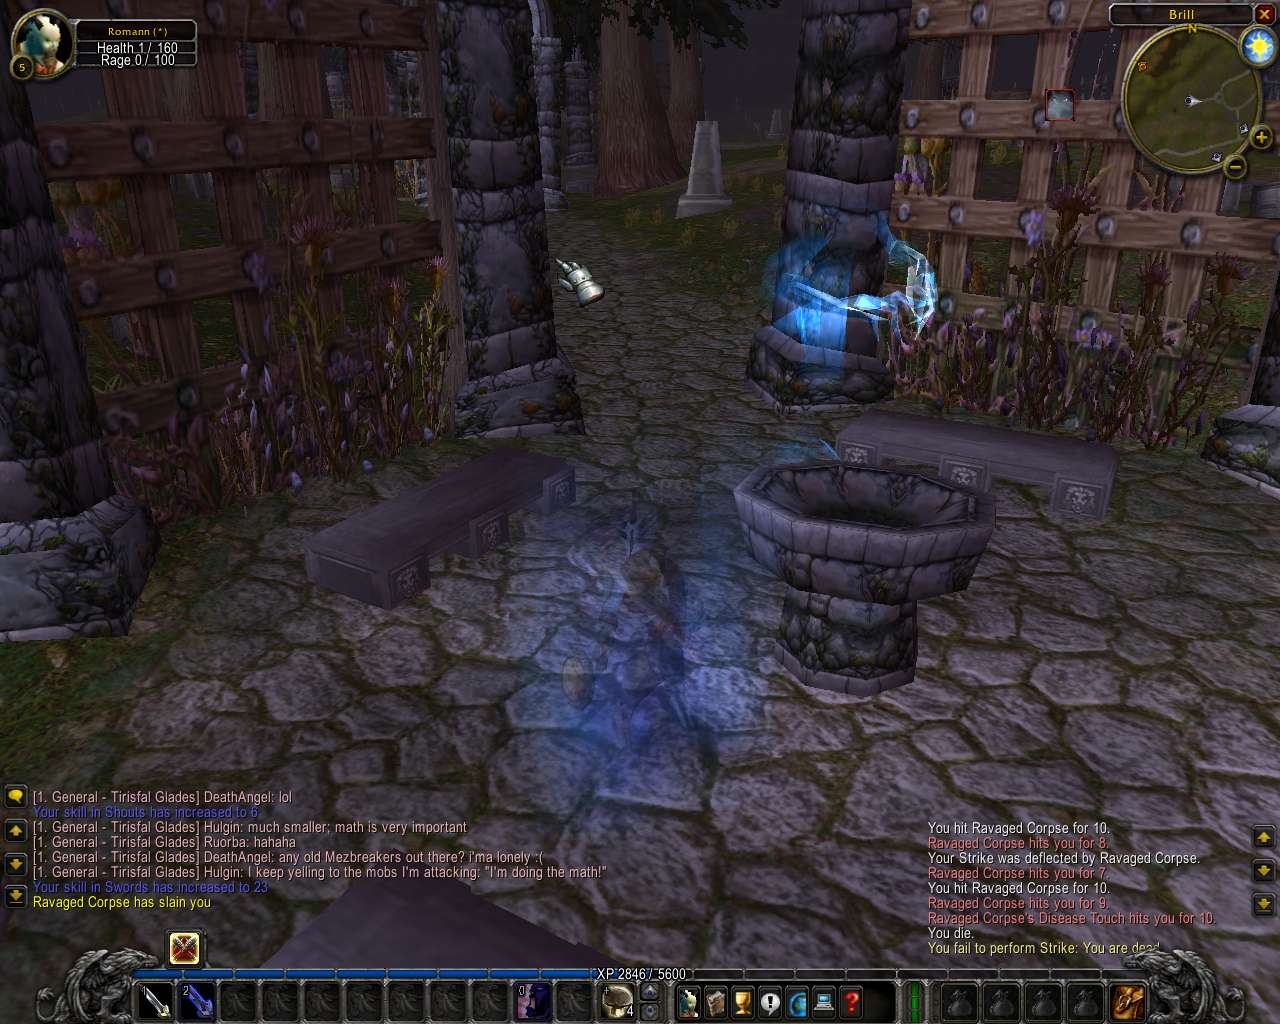 Romann (*)
Health 1 / 160
Rage 0 / 100
5
Brill
N
[1. General - Tirisfal Glades] DeathAngel: lol
Your skill in Shouts has increased to 6
[1. General - Tirisfal Glades] Hulgin: much smaller; math is very important
[1. General - Tirisfal Glades] Ruorba: hahaha
[1. General - Tirisfal Glades] DeathAngel: any old Mezbreakers out there? i'ma lonely :(
[1. General - Tirisfal Glades] Hulgin: I keep yelling to the mobs I'm attacking: "I'm doing the math!"
Your skill in Swords has increased to 23
Ravaged Corpse has slain you
You hit Ravaged Corpse for 10.
Ravaged Corpse hits you for 8.
Your Strike was deflected by Ravaged Corpse.
Ravaged Corpse hits you for 7.
You hit Ravaged Corpse for 10.
Ravaged Corpse hits you for 9.
Ravaged Corpse's Disease Touch hits you for 10.
You die.
You fail to perform Strike: You are dead
XP 2846 / 5600
1
2
0
+
4
!
?